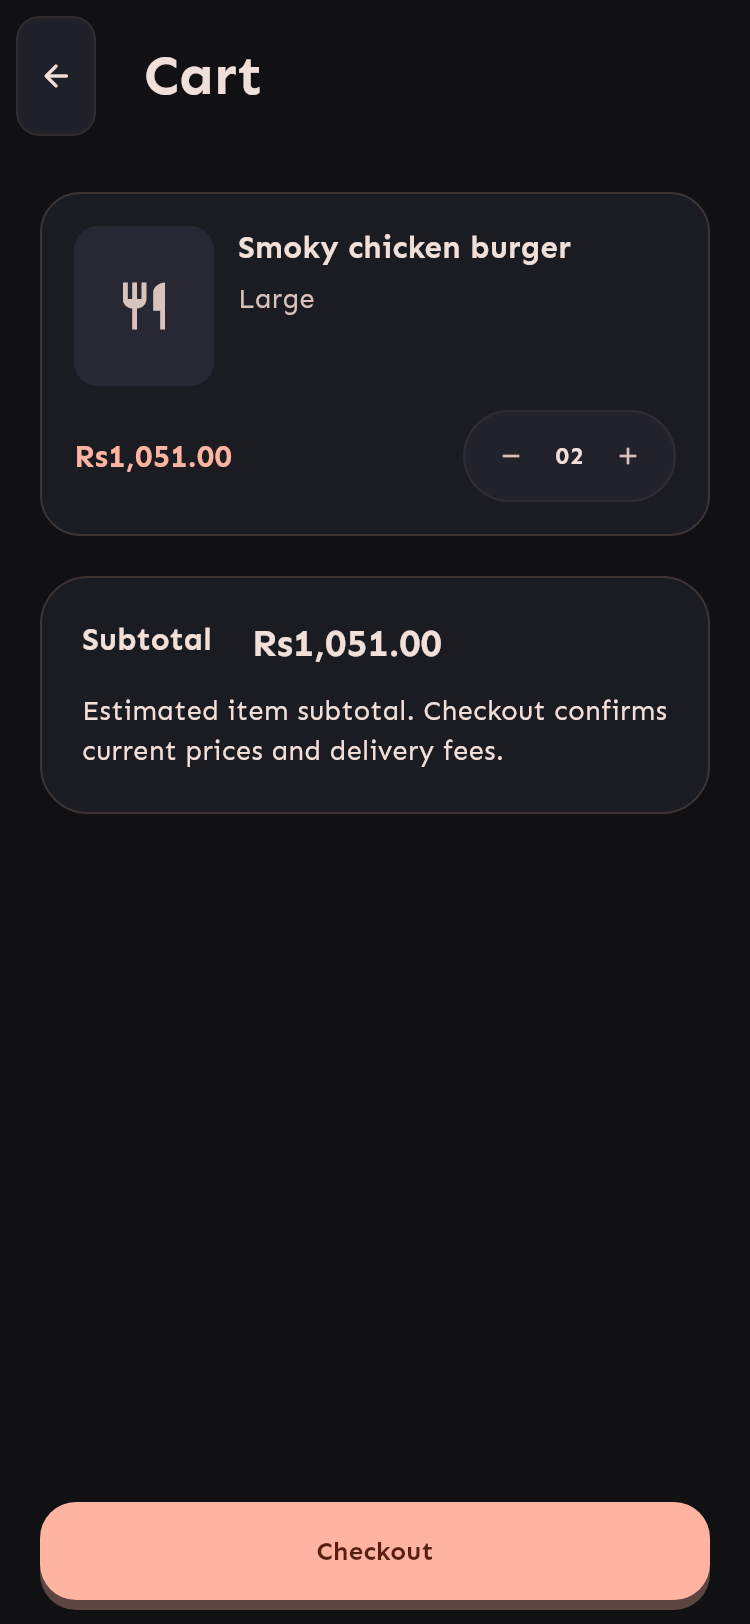 Cart
Smoky chicken burger
Large
Rs1,051.00
02
Subtotal Rs1,051.00
Estimated item subtotal. Checkout confirms
current prices and delivery fees.
Checkout